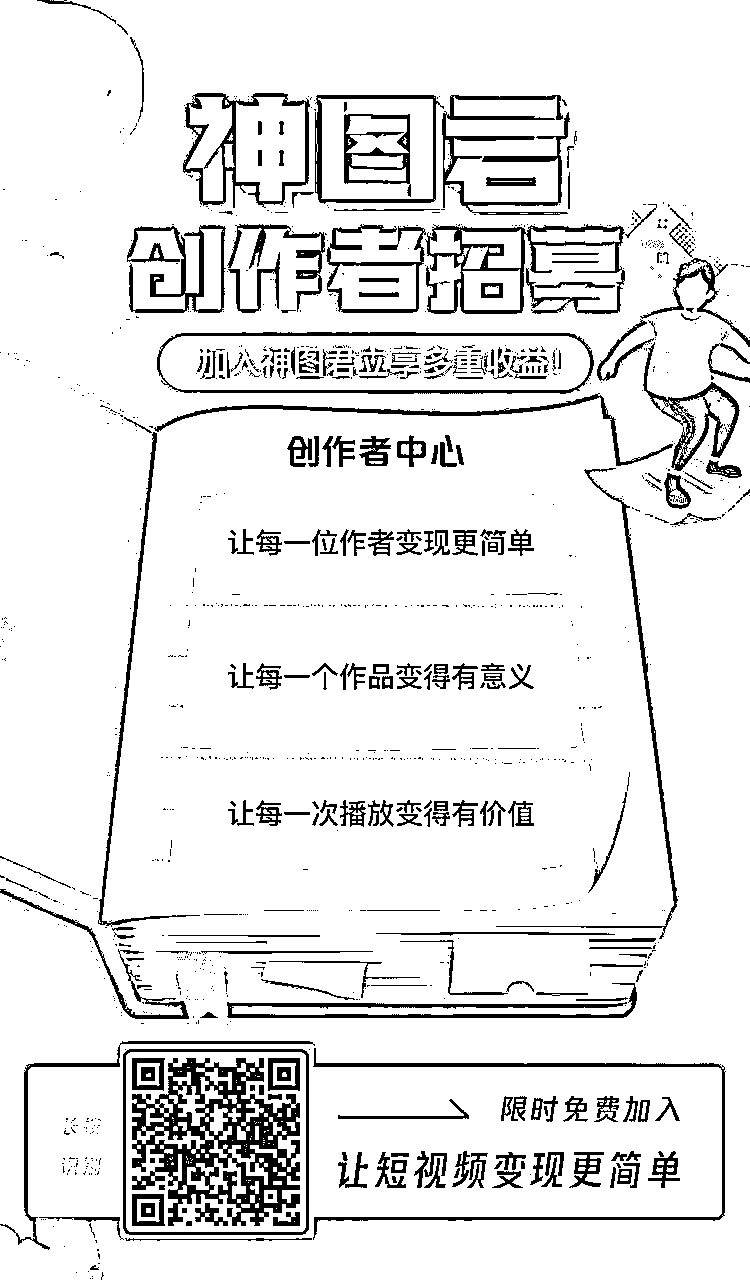 神图君
创作者招募
加入神图君立享多重收益!
创作者中心
让每一位作者变现更简单
让每一个作品变得有意义
让每一次播放变得有价值
长按
识别
限时免费加入
让短视频变现更简单